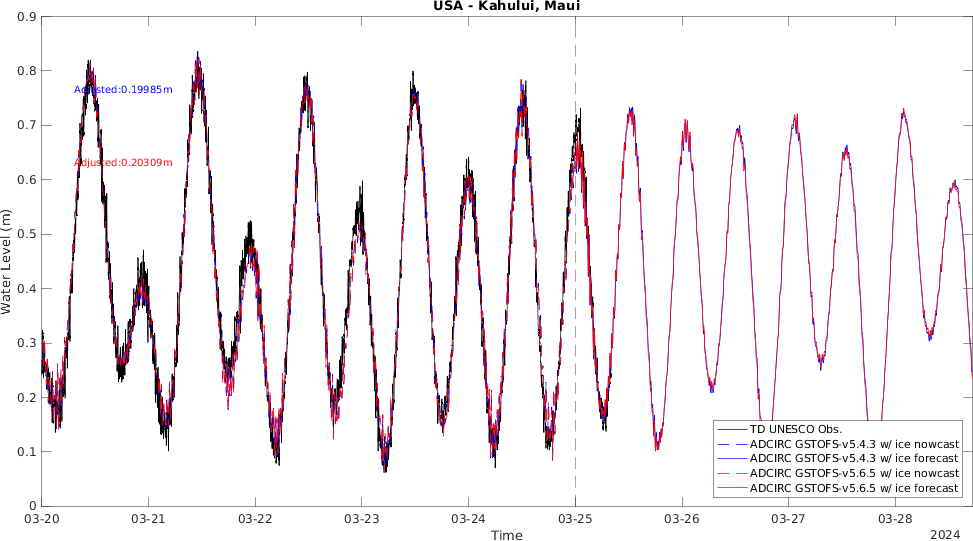 USA - Kahului, Maui
0.9
0.8
Adjusted:0.19985m
0.7
Adjusted:0.20309m
0.6
0.5
0.4
0.3
0.2
0.1
0
Water Level (m)
TD UNESCO Obs.
ADCIRC GSTOFS-v5.4.3 w/ ice nowcast
ADCIRC GSTOFS-v5.4.3 w/ ice forecast
ADCIRC GSTOFS-v5.6.5 w/ ice nowcast
ADCIRC GSTOFS-v5.6.5 w/ ice forecast
03-20 03-21 03-22 03-23 03-24 03-25 03-26 03-27 03-28
Time
2024